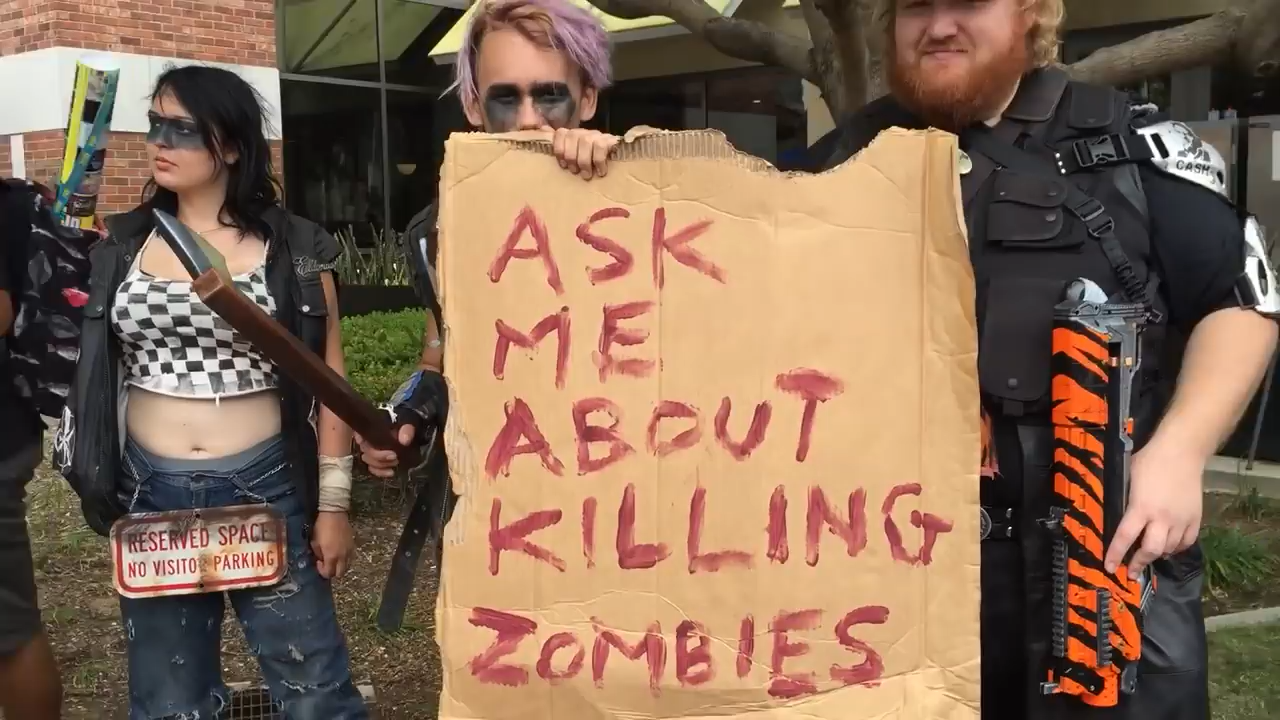 ASK
ME
ABOUT
KILLING
ZOMBIES
RESERVED SPACE
NO VISITOR PARKING
CASH